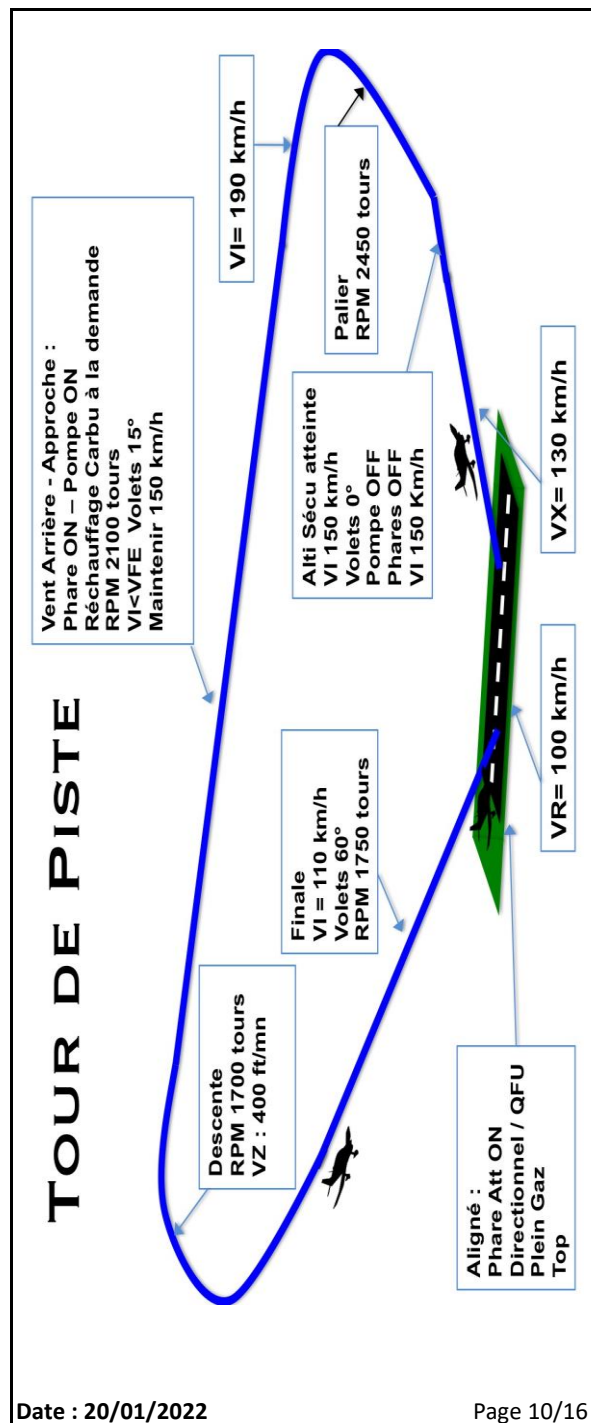 TOUR DE PISTE
Vent Arrière - Approche :
Phare ON – Pompe ON
Réchauffage Carbu à la demande
RPM 2100 tours
VI<VFE Volets 15°
Maintenir 150 km/h
VI= 190 km/h
Descente
RPM 1700 tours
VZ : 400 ft/mn
Palier
RPM 2450 tours
Finale
VI = 110 km/h
Volets 60°
RPM 1750 tours
Alti Sécu atteinte
VI 150 km/h
Volets 0°
Pompe OFF
Phares OFF
VI 150 Km/h
Aligné :
Phare Att ON
Directionnel / QFU
Plein Gaz
Top
VR= 100 km/h
VX= 130 km/h
Date : 20/01/2022
Page 10/16